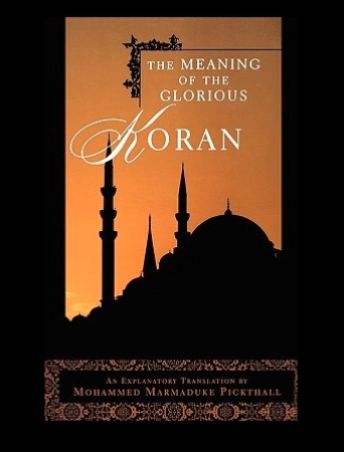 THE MEANING
OF THE
GLORIOUS
KORAN
AN EXPLANATORY TRANSLATION BY
MOHAMMED MARMADUKE PICKTHALL